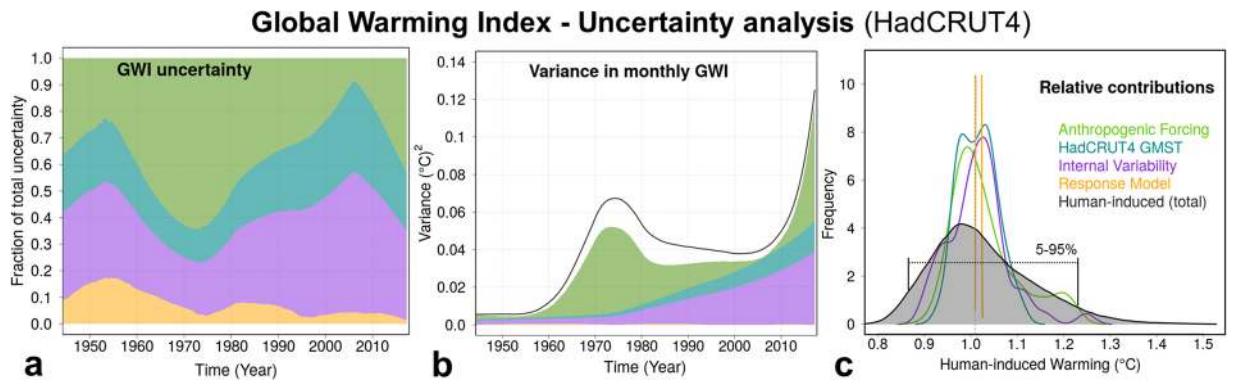 Global Warming Index - Uncertainty analysis (HadCRUT4)
GWI uncertainty
Fraction of total uncertainty
1.0
0.9
0.8
0.7
0.6
0.5
0.4
0.3
0.2
0.1
0.0
1950 1960 1970 1980 1990 2000 2010
Time (Year)
a
Variance in monthly GWI
Variance (°C)²
0.14
0.12
0.1
0.08
0.06
0.04
0.02
0.0
1950 1960 1970 1980 1990 2000 2010
Time (Year)
b
Relative contributions
Anthropogenic Forcing
HadCRUT4 GMST
Internal Variability
Response Model
Human-induced (total)
5-95%
Frequency
10
8
6
4
2
0
0.8 0.9 1.0 1.1 1.2 1.3 1.4 1.5
Human-induced Warming (°C)
c